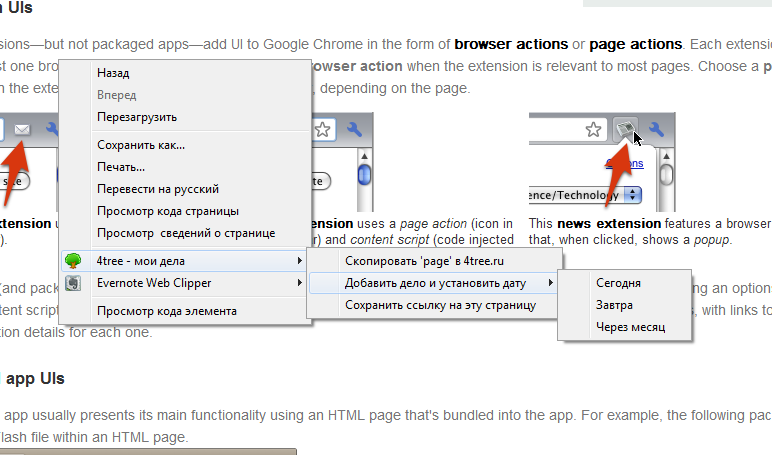 UIs
sions—but not packaged apps—add UI to Google Chrome in the form of browser actions or page actions. Each extensi
st one bro
owser action when the extension is relevant to most pages. Choose a p
n the exte
, depending on the page.
Назад
Вперед
Перезагрузить
Сохранить как...
Печать...
Перевести на русский
Просмотр кода страницы
Просмотр сведений о странице
4tree - мои дела
Evernote Web Clipper
Просмотр кода элемента
Скопировать 'page' в 4tree.ru
Добавить дело и установить дату
Сохранить ссылку на эту страницу
Сегодня
Завтра
Через месяц
site
te
Options
ence/Technology
xtension u
).
xtension uses a page action (icon in
r) and content script (code injected
This news extension features a browser
that, when clicked, shows a popup.
(and pack
ng an option
tent script
s, with links to
tion details for each one.
app UIs
app usually presents its main functionality using an HTML page that's bundled into the app. For example, the following pac
lash file within an HTML page.